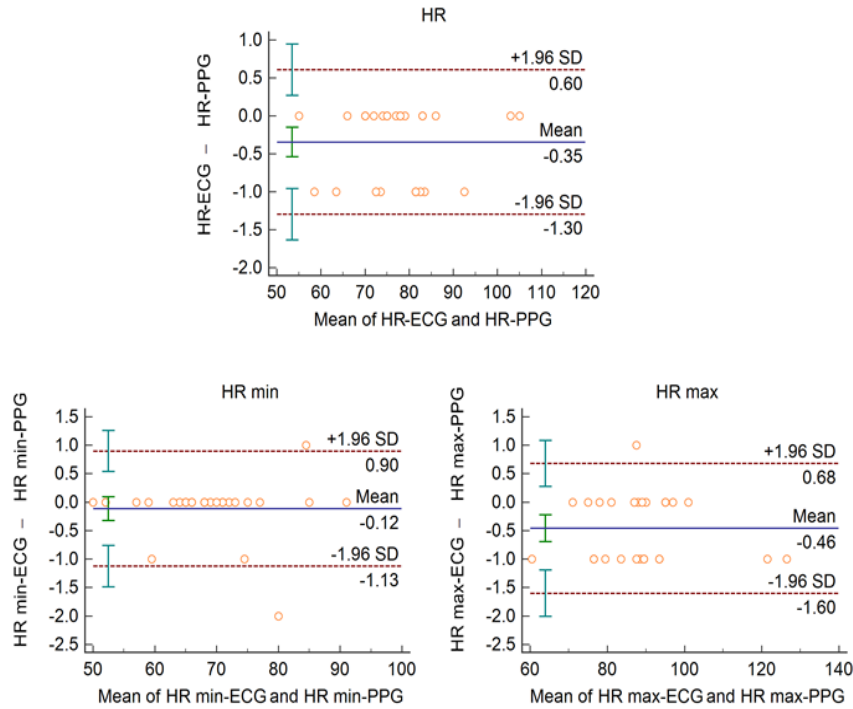 HR
HR-ECG – HR-PPG
1.0
0.5
0.0
-0.5
-1.0
-1.5
-2.0
+1.96 SD
0.60
Mean
-0.35
-1.96 SD
-1.30
50 60 70 80 90 100 110 120
Mean of HR-ECG and HR-PPG
HR min
HR min-ECG – HR min-PPG
1.5
1.0
0.5
0.0
-0.5
-1.0
-1.5
-2.0
-2.5
+1.96 SD
0.90
Mean
-0.12
-1.96 SD
-1.13
50 60 70 80 90 100
Mean of HR min-ECG and HR min-PPG
HR max
HR max-ECG – HR max-PPG
1.5
1.0
0.5
0.0
-0.5
-1.0
-1.5
-2.0
-2.5
+1.96 SD
0.68
Mean
-0.46
-1.96 SD
-1.60
60 80 100 120 140
Mean of HR max-ECG and HR max-PPG